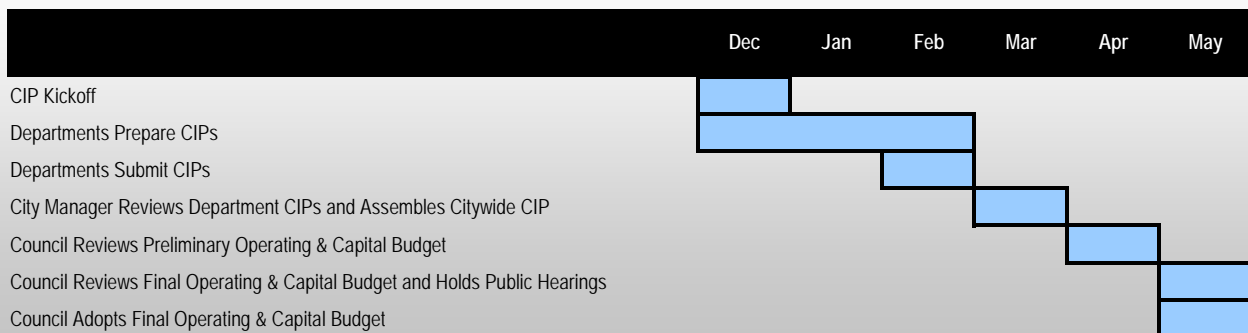 Dec Jan Feb Mar Apr May
CIP Kickoff
Departments Prepare CIPs
Departments Submit CIPs
City Manager Reviews Department CIPs and Assembles Citywide CIP
Council Reviews Preliminary Operating & Capital Budget
Council Reviews Final Operating & Capital Budget and Holds Public Hearings
Council Adopts Final Operating & Capital Budget